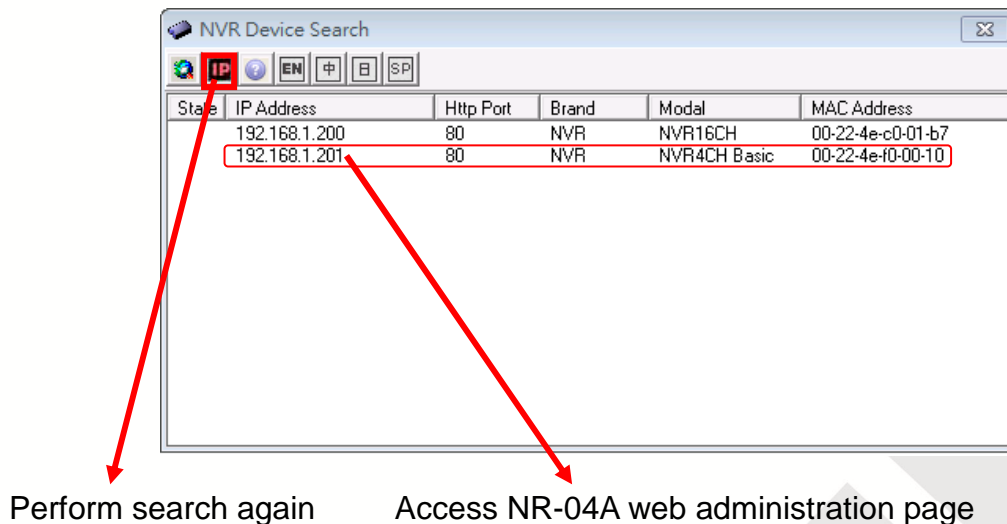 NVR Device Search
IP EN 中 日 SP
State IP Address Http Port Brand Modal MAC Address
192.168.1.200 80 NVR NVR16CH 00-22-4e-c0-01-b7
192.168.1.201 80 NVR NVR4CH Basic 00-22-4e-f0-00-10
Perform search again Access NR-04A web administration page